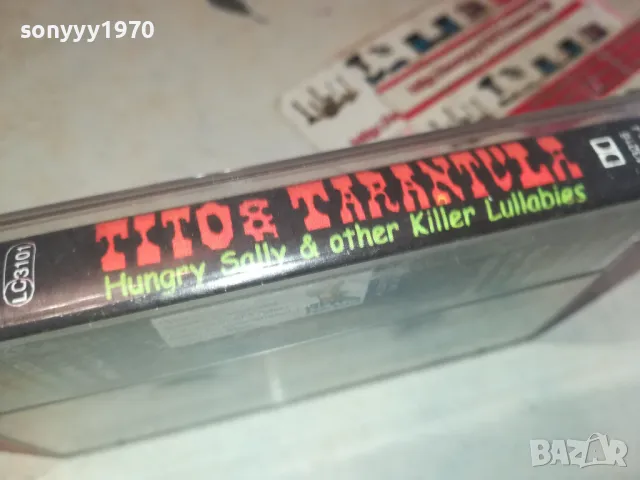 sonyyy1970
TITO & TARANTULA
Hungry Sally & other Killer Lullabies
LC3101
BAZAR